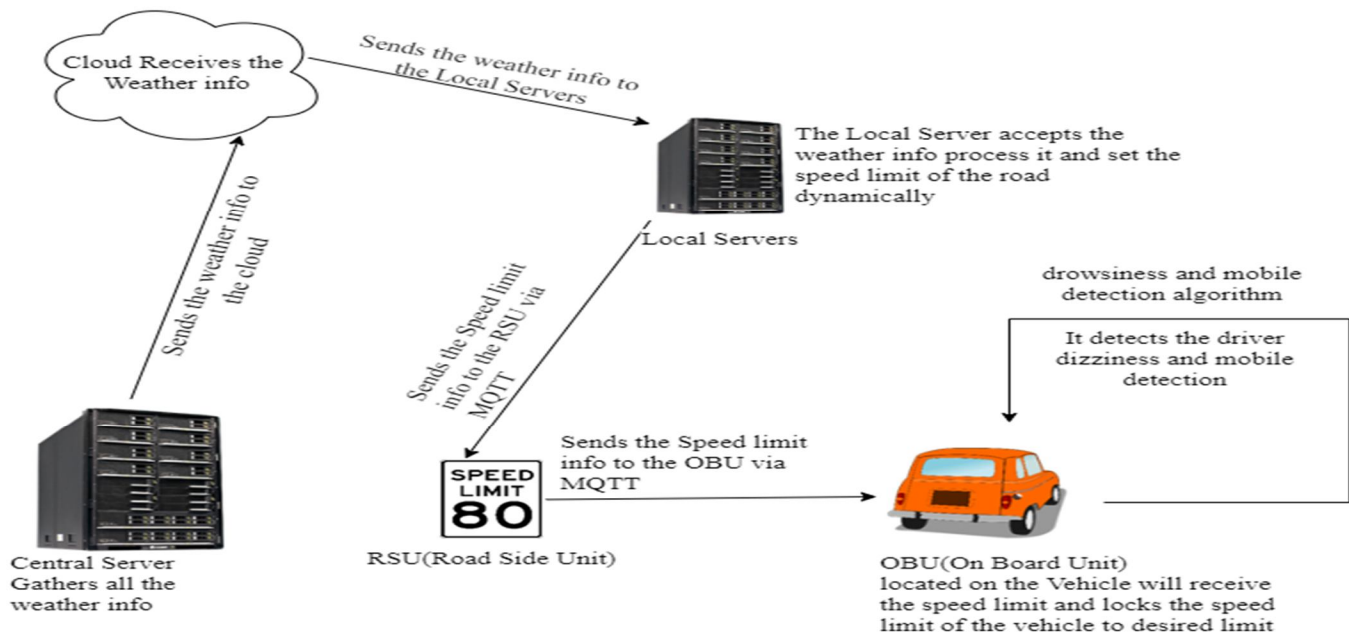 Cloud Receives the
Weather info
Sends the weather info to
the Local Servers
The Local Server accepts the
weather info process it and set the
speed limit of the road
dynamically
Local Servers
Sends the weather info to
the cloud
Sends the Speed limit
info to the RSU via
MQTT
drowsiness and mobile
detection algorithm
It detects the driver
dizziness and mobile
detection
Central Server
Gathers all the
weather info
SPEED
LIMIT
80
RSU(Road Side Unit)
Sends the Speed limit
info to the OBU via
MQTT
OBU(On Board Unit)
located on the Vehicle will receive
the speed limit and locks the speed
limit of the vehicle to desired limit